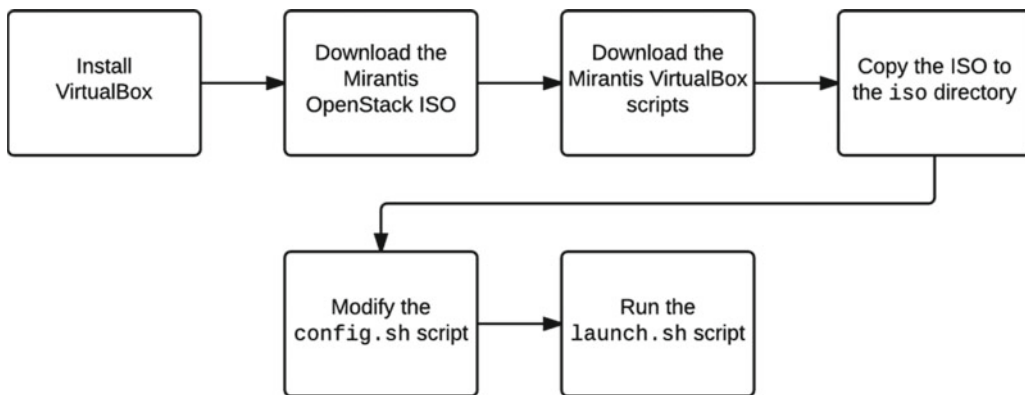 Install
VirtualBox
Download the
Mirantis
OpenStack ISO
Download the
Mirantis VirtualBox
scripts
Copy the ISO to
the iso directory
Modify the
config.sh script
Run the
launch.sh script